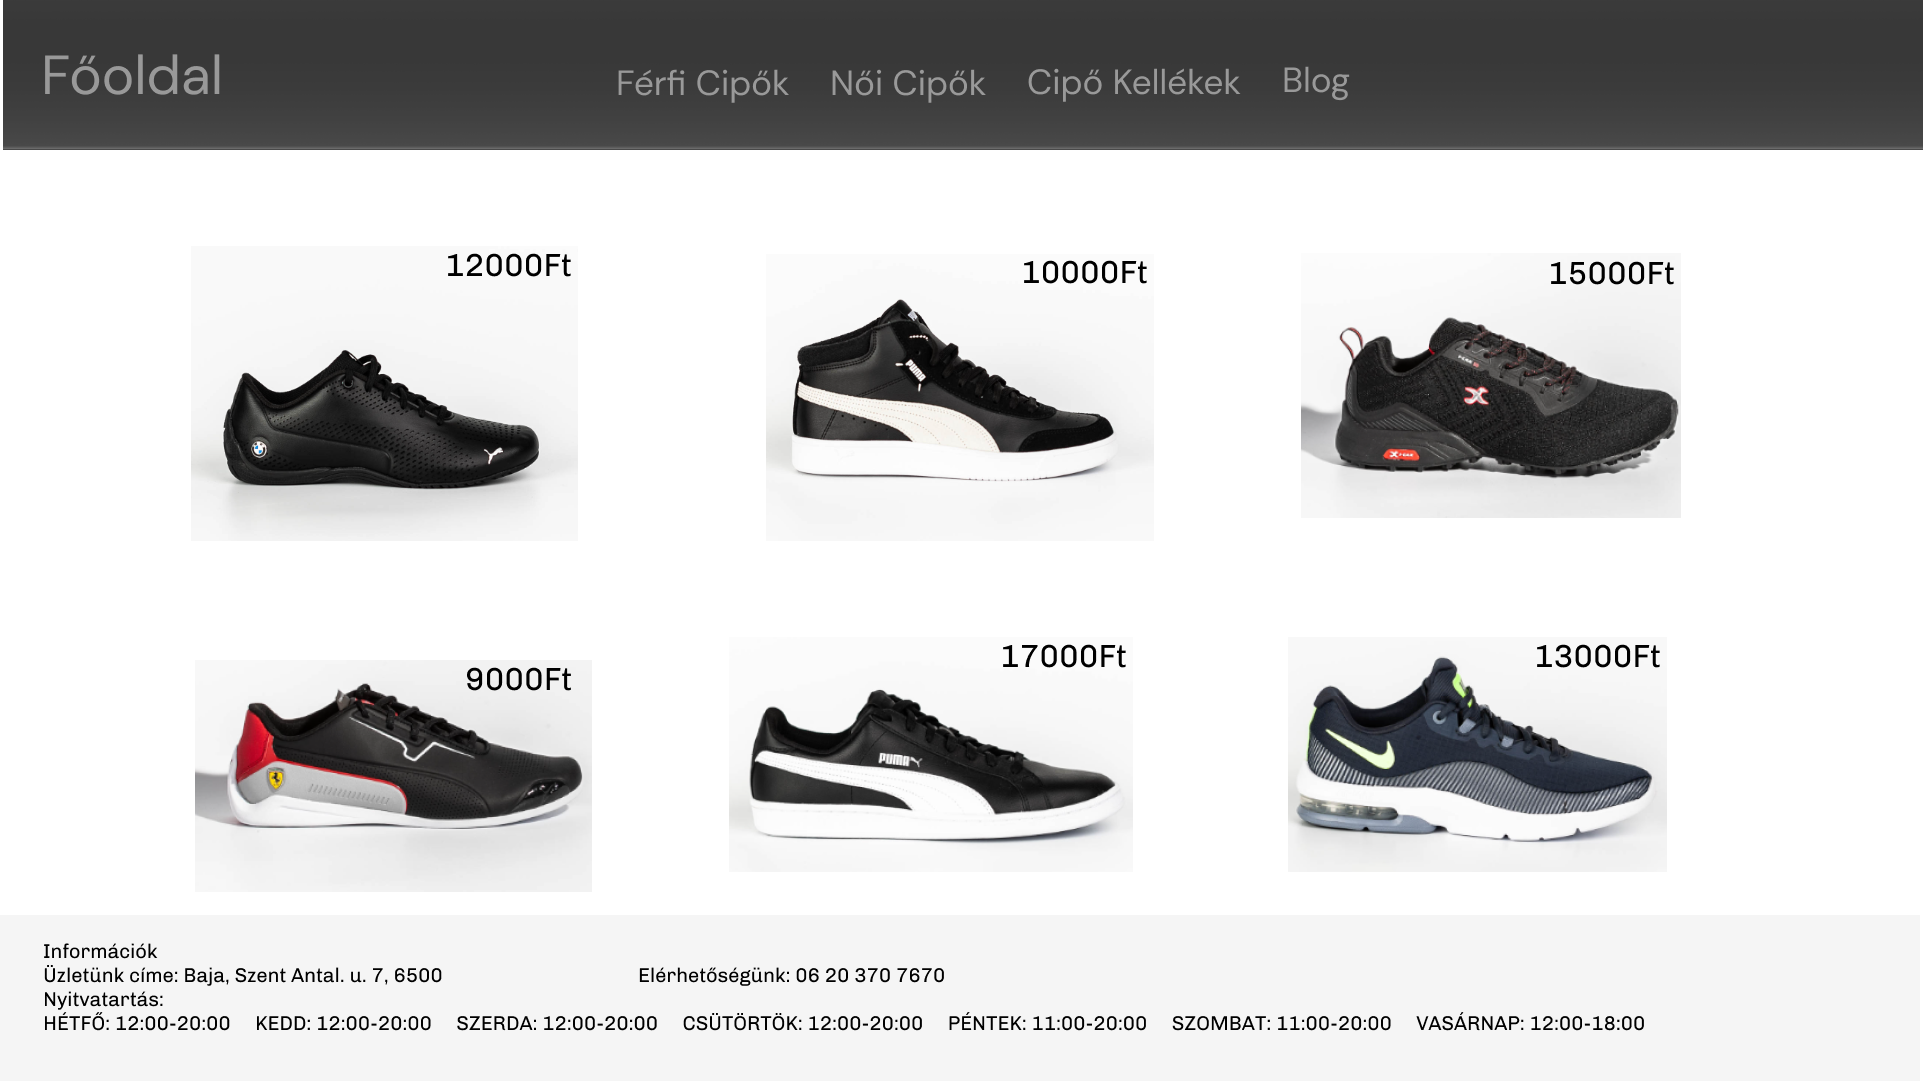 Főoldal
Férfi Cipők
Női Cipők
Cipő Kellékek
Blog
12000Ft
10000Ft
15000Ft
PUMA
9000Ft
17000Ft
13000Ft
PUMA
Információk
Üzletünk címe: Baja, Szent Antal. u. 7, 6500
Elérhetőségünk: 06 20 370 7670
Nyitvatartás:
HÉTFŐ: 12:00-20:00 KEDD: 12:00-20:00 SZERDA: 12:00-20:00 CSÜTÖRTÖK: 12:00-20:00 PÉNTEK: 11:00-20:00 SZOMBAT: 11:00-20:00 VASÁRNAP: 12:00-18:00